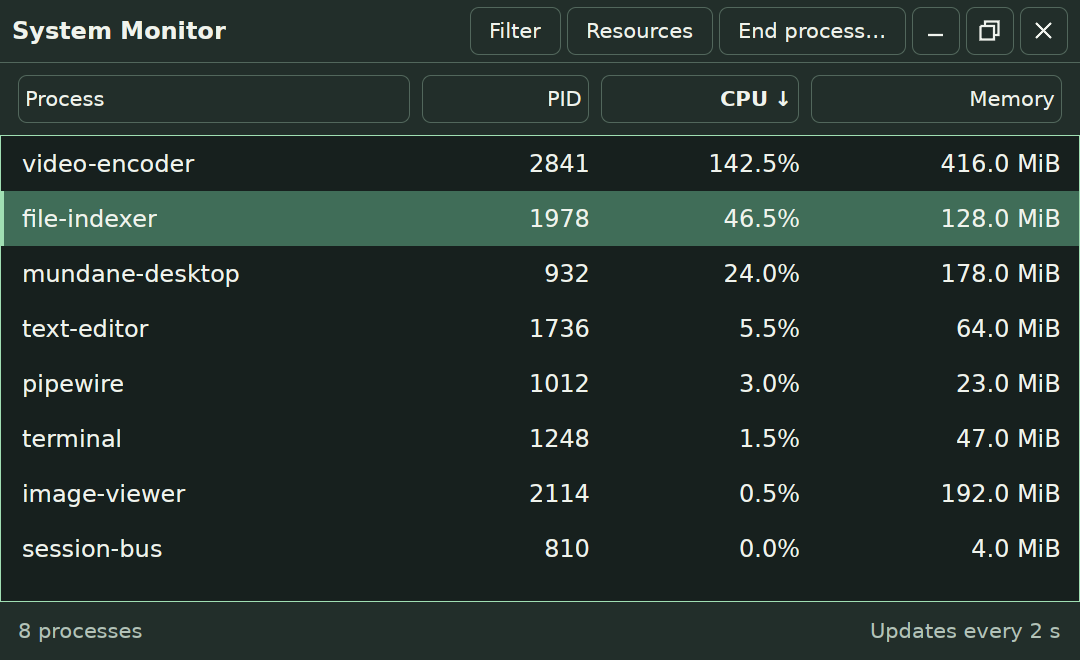 System Monitor Filter Resources End process...
Process PID CPU ↓ Memory
video-encoder 2841 142.5% 416.0 MiB
file-indexer 1978 46.5% 128.0 MiB
mundane-desktop 932 24.0% 178.0 MiB
text-editor 1736 5.5% 64.0 MiB
pipewire 1012 3.0% 23.0 MiB
terminal 1248 1.5% 47.0 MiB
image-viewer 2114 0.5% 192.0 MiB
session-bus 810 0.0% 4.0 MiB
8 processes Updates every 2 s